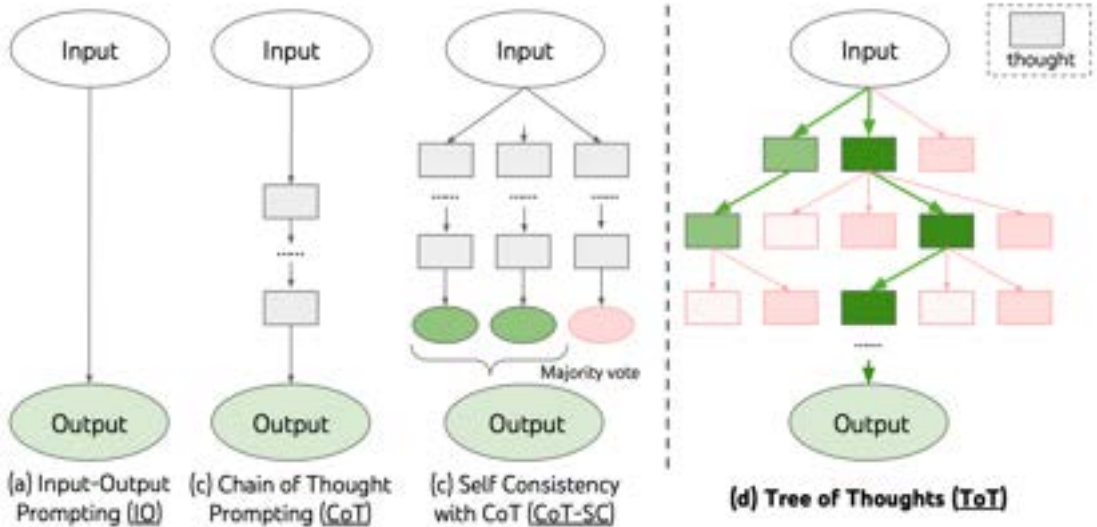 Input
Input
Input
Input
thought
......
......
......
......
......
Majority vote
Output
Output
Output
Output
(a) Input-Output
Prompting (IO)
(c) Chain of Thought
Prompting (CoT)
(c) Self Consistency
with CoT (CoT-SC)
(d) Tree of Thoughts (ToT)